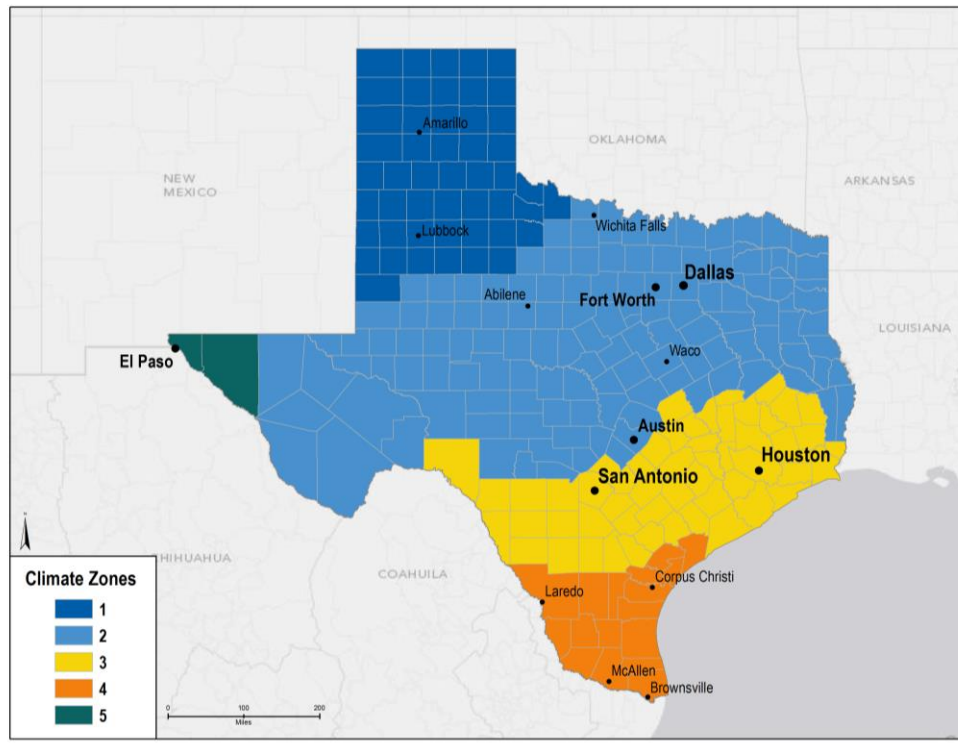 Amarillo
OKLAHOMA
ARKANSAS
NEW
MEXICO
Wichita Falls
Lubbock
Dallas
Abilene
Fort Worth
LOUISIANA
El Paso
Waco
Austin
Houston
San Antonio
CHIHUAHUA
COAHUILA
Climate Zones
1
2
3
4
5
Laredo
Corpus Christi
McAllen
Brownsville
0 100 200
Miles